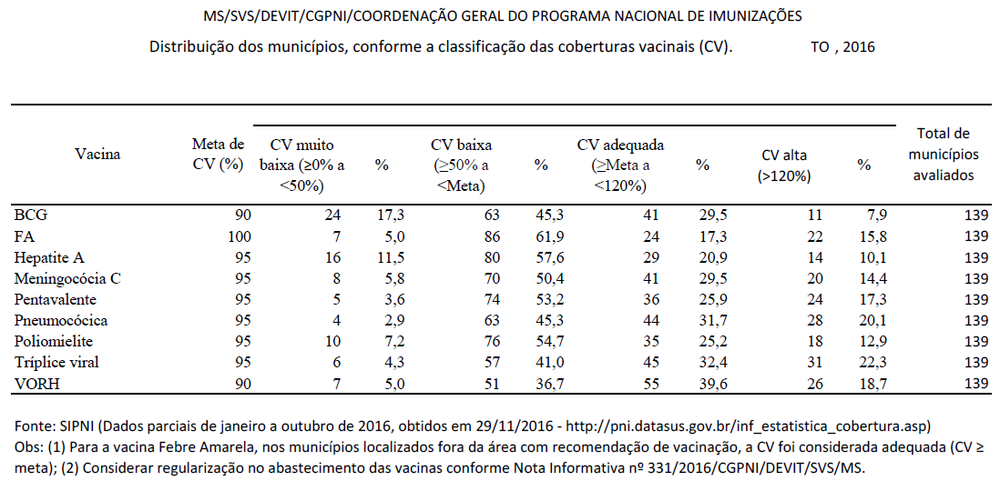 MS/SVS/DEVIT/CGPNI/COORDENAÇÃO GERAL DO PROGRAMA NACIONAL DE IMUNIZAÇÕES
Distribuição dos municípios, conforme a classificação das coberturas vacinais (CV). TO , 2016
Vacina Meta de CV (%) CV muito baixa (≥0% a <50%) % CV baixa (≥50% a <Meta) % CV adequada (≥Meta a <120%) % CV alta (>120%) % Total de municípios avaliados
BCG 90 24 17,3 63 45,3 41 29,5 11 7,9 139
FA 100 7 5,0 86 61,9 24 17,3 22 15,8 139
Hepatite A 95 16 11,5 80 57,6 29 20,9 14 10,1 139
Meningocócia C 95 8 5,8 70 50,4 41 29,5 20 14,4 139
Pentavalente 95 5 3,6 74 53,2 36 25,9 24 17,3 139
Pneumocócica 95 4 2,9 63 45,3 44 31,7 28 20,1 139
Poliomielite 95 10 7,2 76 54,7 35 25,2 18 12,9 139
Tríplice viral 95 6 4,3 57 41,0 45 32,4 31 22,3 139
VORH 90 7 5,0 51 36,7 55 39,6 26 18,7 139
Fonte: SIPNI (Dados parciais de janeiro a outubro de 2016, obtidos em 29/11/2016 - http://pni.datasus.gov.br/inf_estatistica_cobertura.asp)
Obs: (1) Para a vacina Febre Amarela, nos municípios localizados fora da área com recomendação de vacinação, a CV foi considerada adequada (CV ≥
meta); (2) Considerar regularização no abastecimento das vacinas conforme Nota Informativa nº 331/2016/CGPNI/DEVIT/SVS/MS.